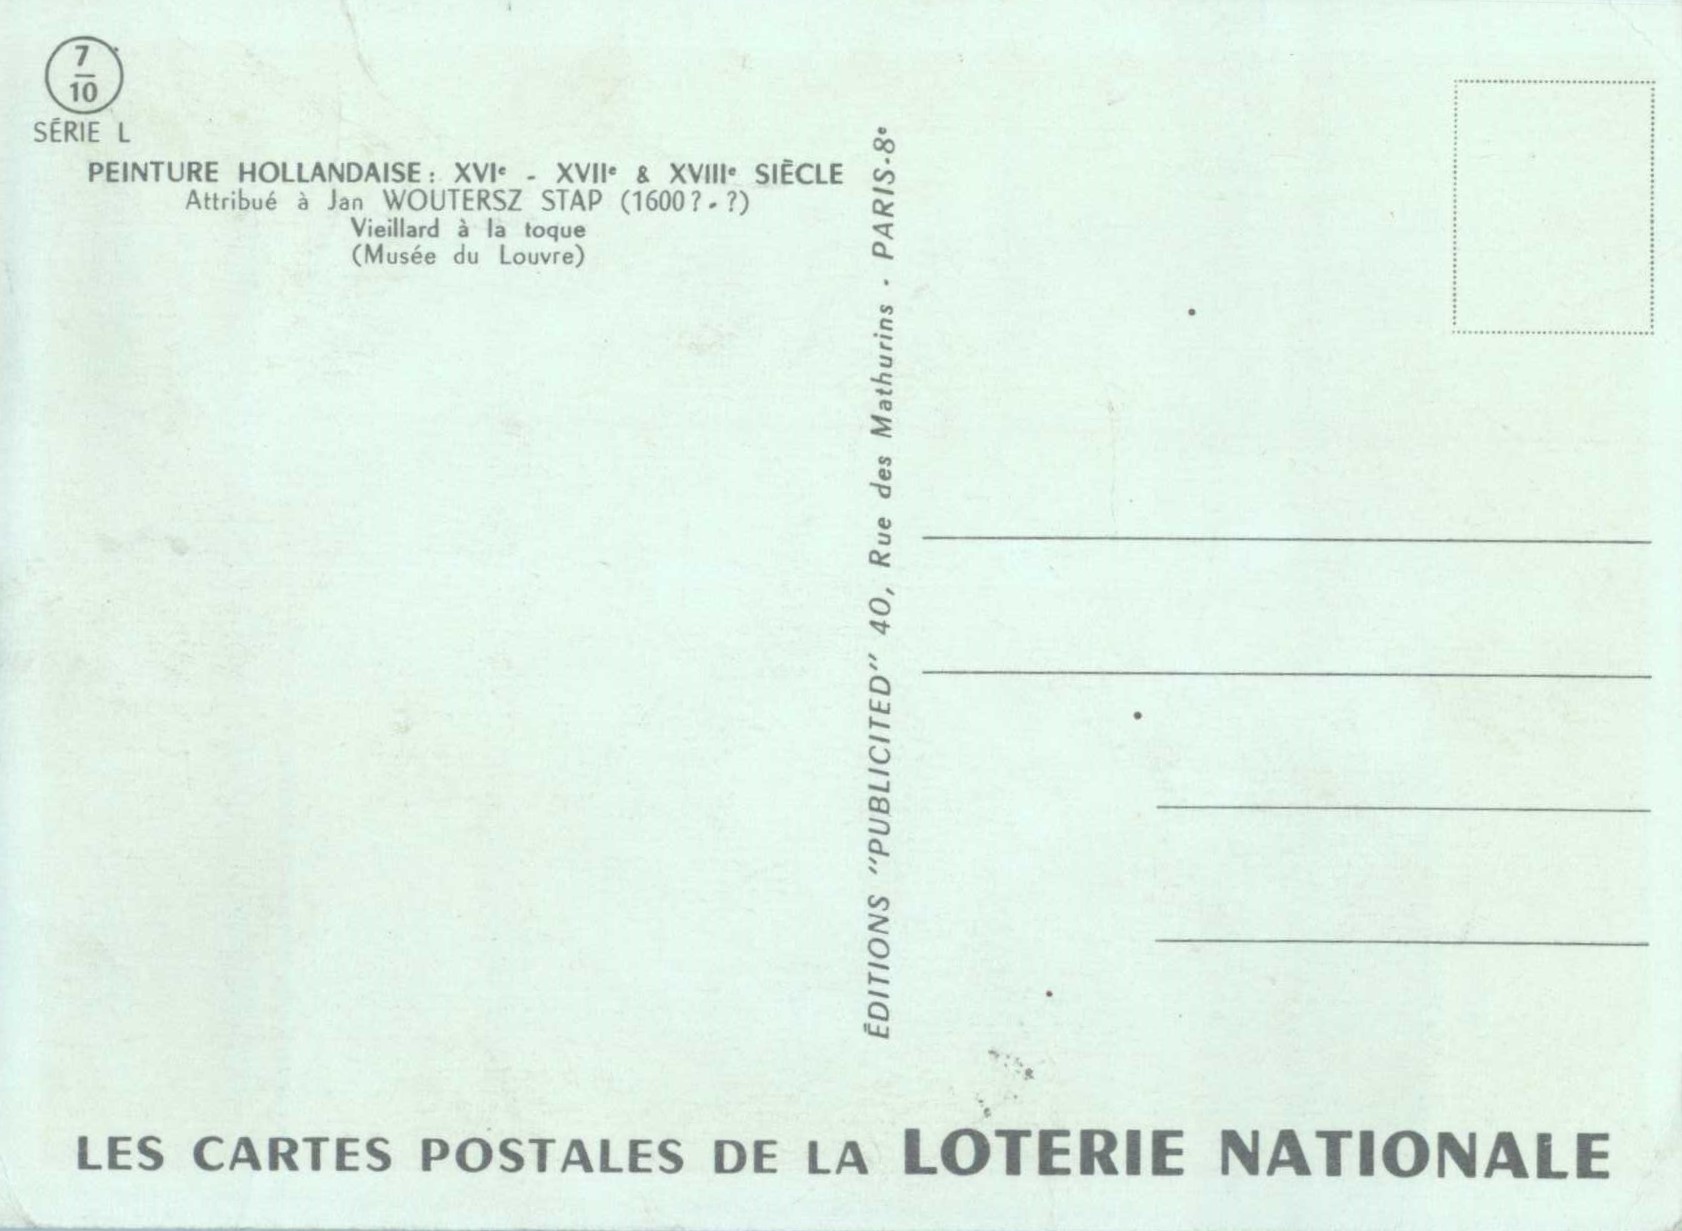 7
10
SÉRIE L
PEINTURE HOLLANDAISE : XVIe - XVIIe & XVIIIe SIÈCLE
Attribué à Jan WOUTERSZ STAP (1600 ? - ?)
Vieillard à la toque
(Musée du Louvre)
ÉDITIONS "PUBLICITED" 40, Rue des Mathurins - PARIS-8e
LES CARTES POSTALES DE LA LOTERIE NATIONALE